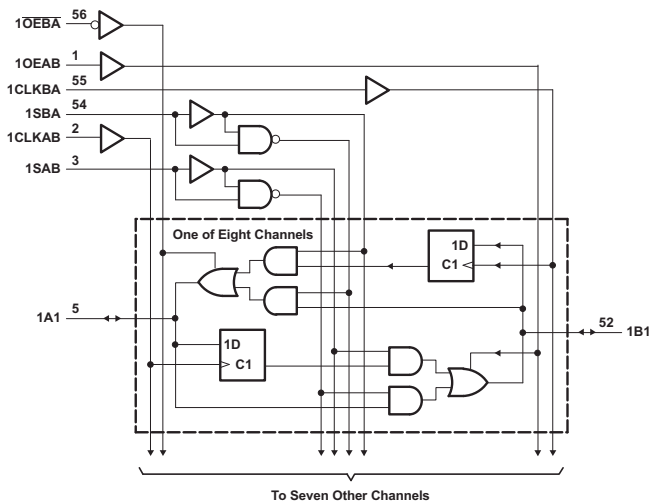 1OEBA 56
1OEAB 1
1CLKBA 55
1SBA 54
1CLKAB 2
1SAB 3
One of Eight Channels
1D
C1
1A1 5
52 1B1
1D
C1
To Seven Other Channels